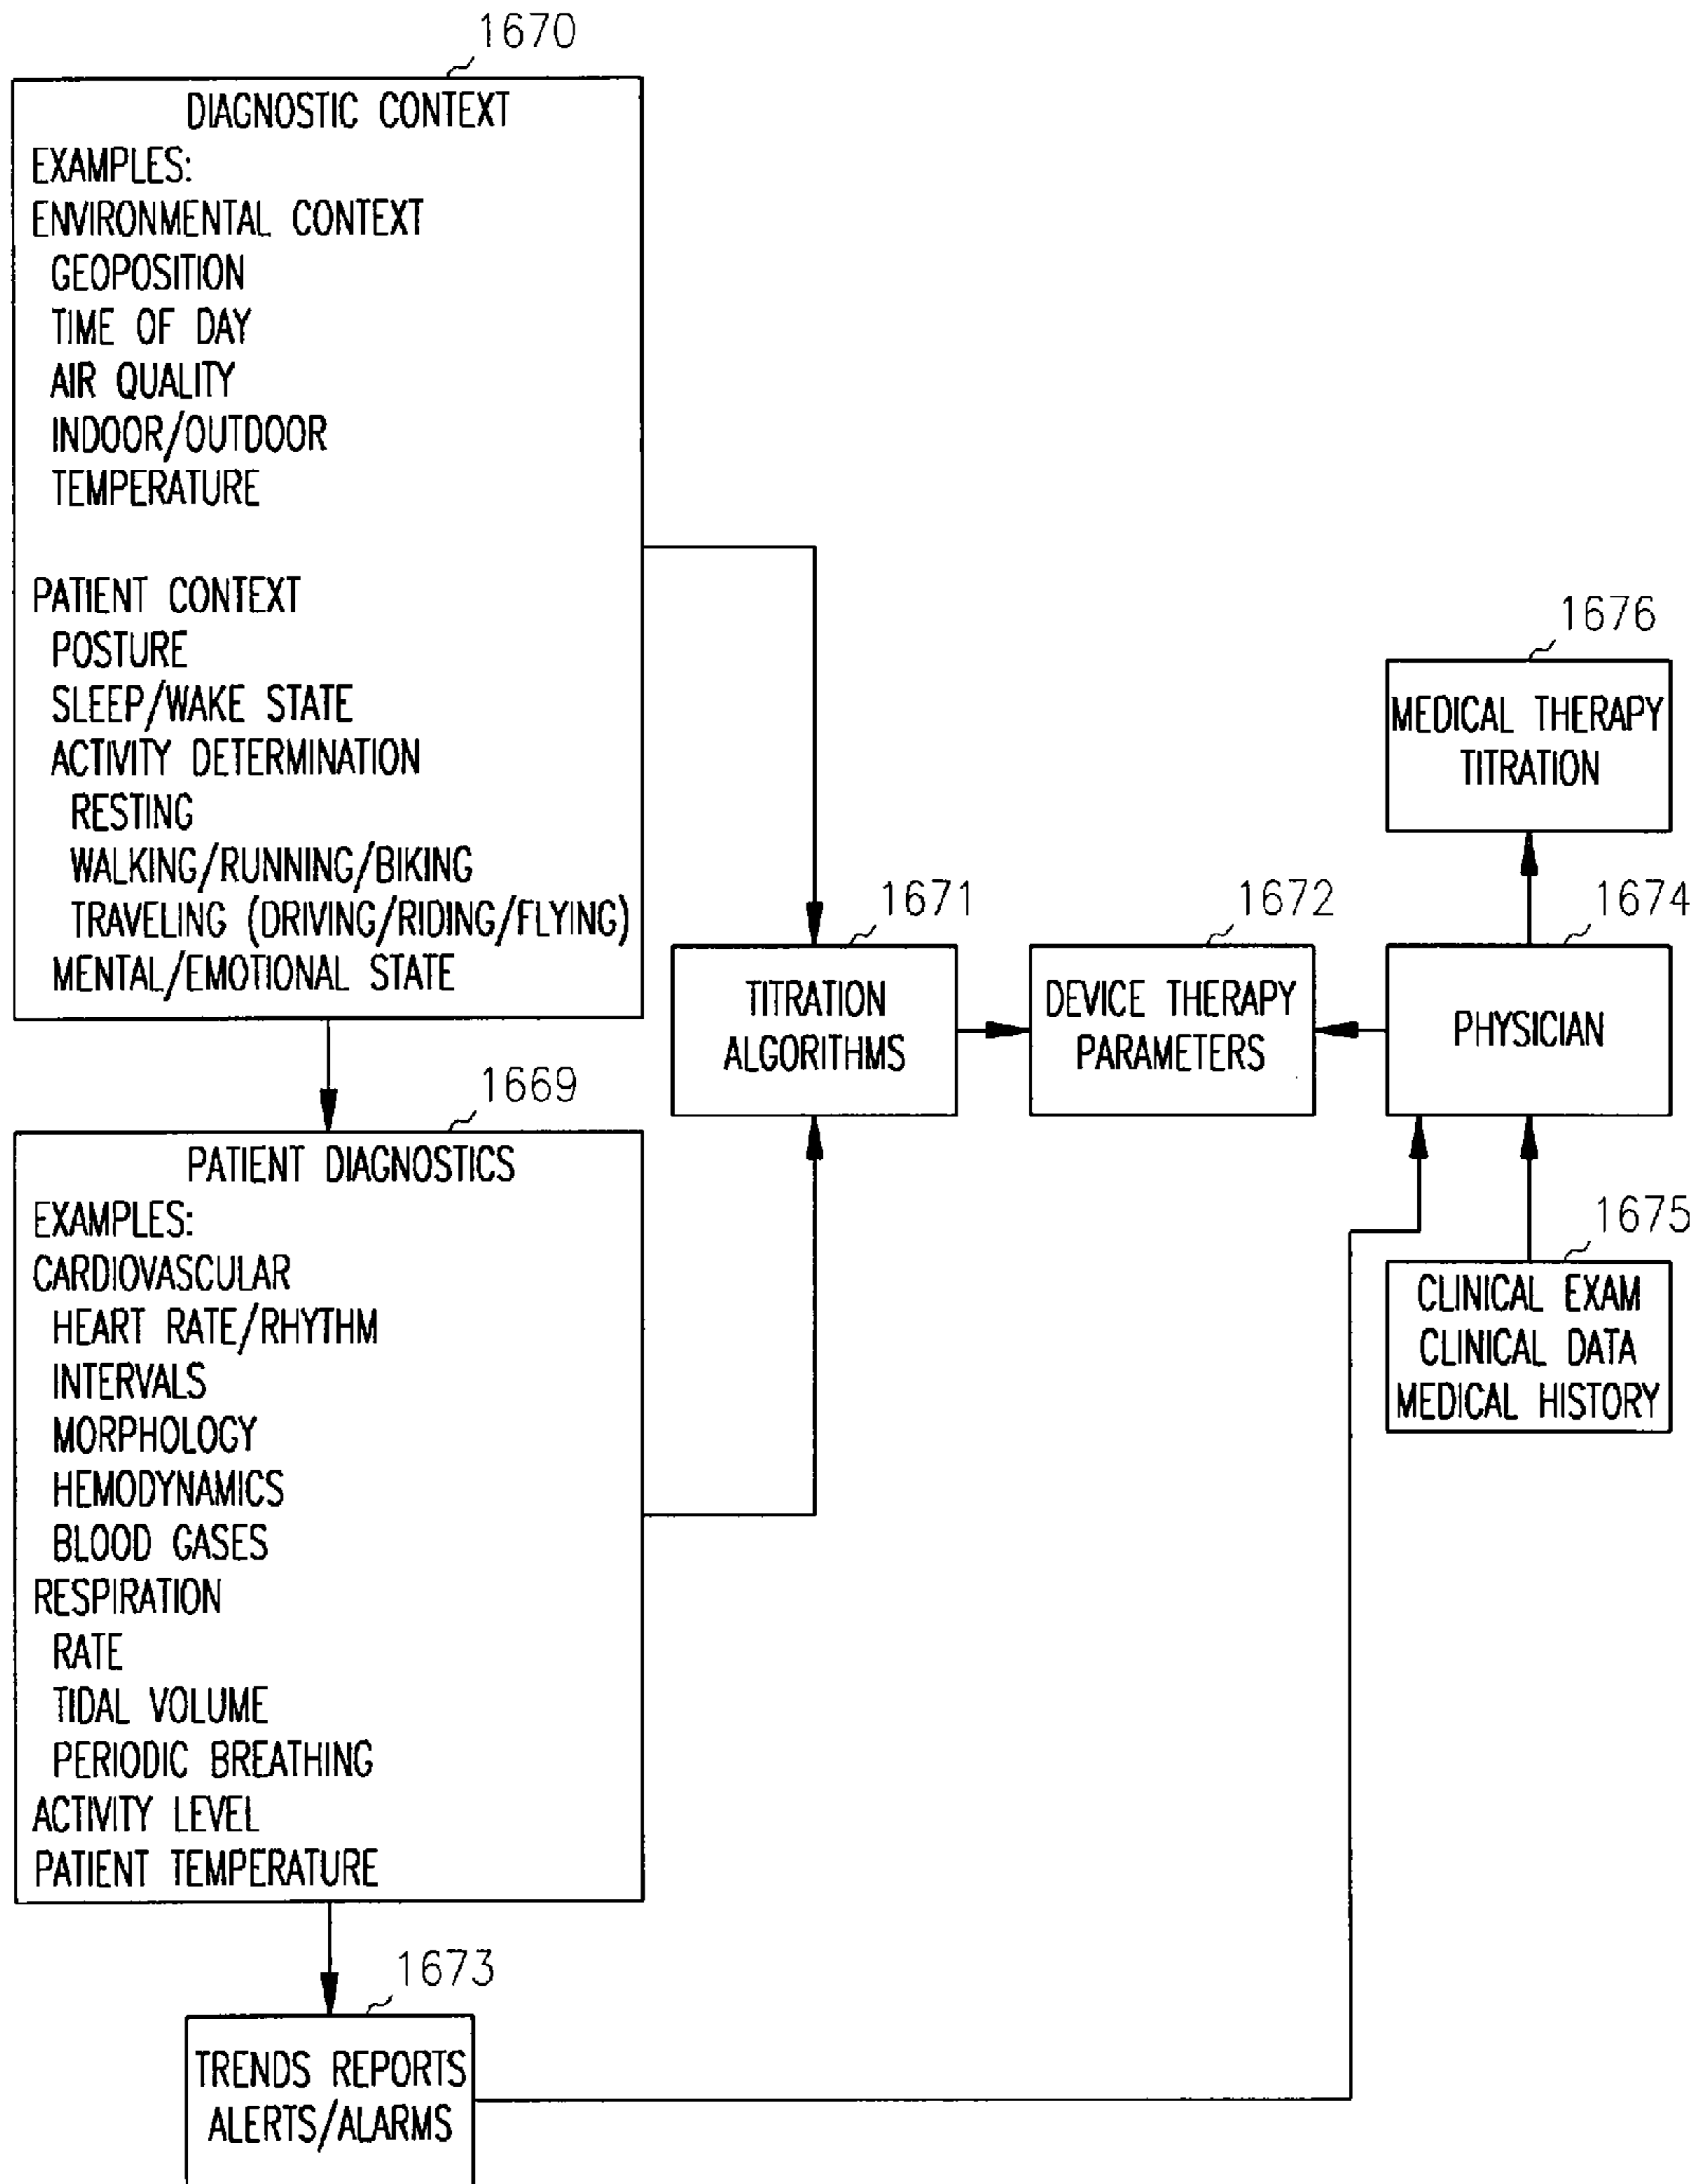 1670
DIAGNOSTIC CONTEXT
EXAMPLES:
ENVIRONMENTAL CONTEXT
GEOPOSITION
TIME OF DAY
AIR QUALITY
INDOOR/OUTDOOR
TEMPERATURE
PATIENT CONTEXT
POSTURE
SLEEP/WAKE STATE
ACTIVITY DETERMINATION
RESTING
WALKING/RUNNING/BIKING
TRAVELING (DRIVING/RIDING/FLYING)
MENTAL/EMOTIONAL STATE
1669
PATIENT DIAGNOSTICS
EXAMPLES:
CARDIOVASCULAR
HEART RATE/RHYTHM
INTERVALS
MORPHOLOGY
HEMODYNAMICS
BLOOD GASES
RESPIRATION
RATE
TIDAL VOLUME
PERIODIC BREATHING
ACTIVITY LEVEL
PATIENT TEMPERATURE
1673
TRENDS REPORTS
ALERTS/ALARMS
1671
TITRATION
ALGORITHMS
1672
DEVICE THERAPY
PARAMETERS
1676
MEDICAL THERAPY
TITRATION
1674
PHYSICIAN
1675
CLINICAL EXAM
CLINICAL DATA
MEDICAL HISTORY